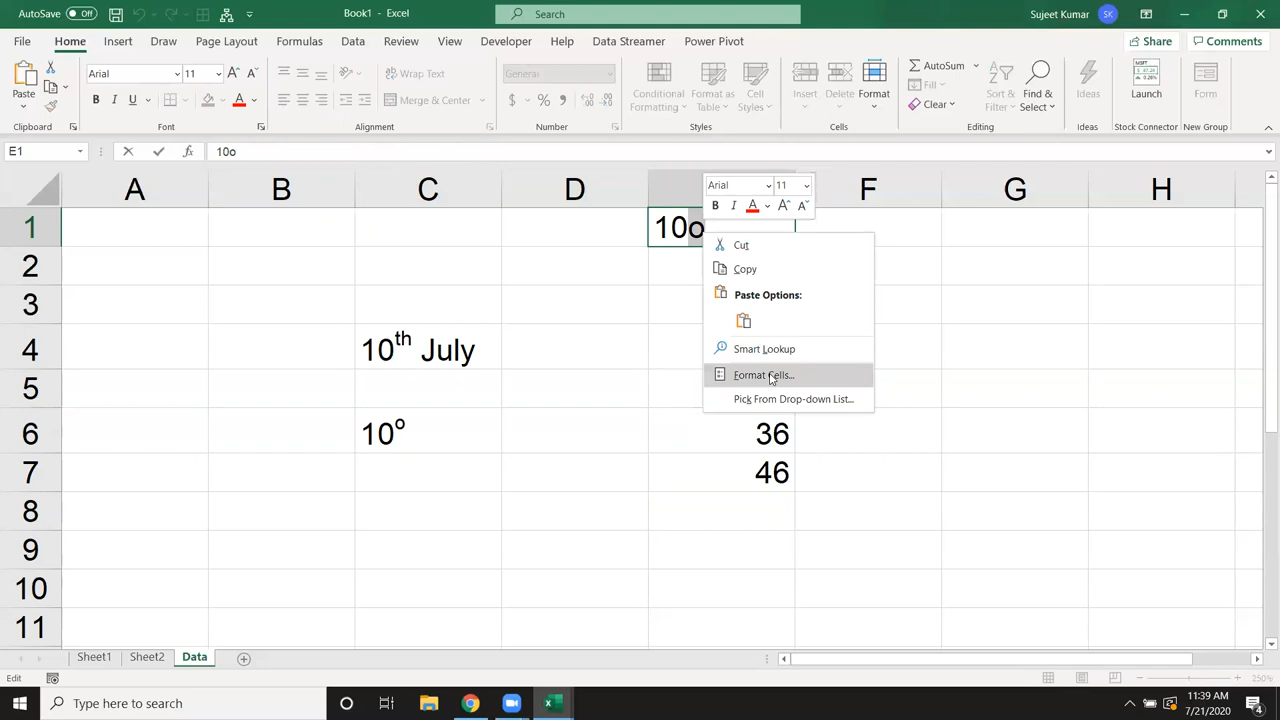 AutoSave Off Book1 - Excel Search Sujeet Kumar SK
File Home Insert Draw Page Layout Formulas Data Review View Developer Help Data Streamer Power Pivot Share Comments
Paste Arial 11 Wrap Text General Conditional Formatting Format as Table Cell Styles Insert Delete Format AutoSum Fill Clear Sort & Filter Find & Select Ideas Launch Form
B I U A Merge & Center $ %
Clipboard Font Alignment Number Styles Cells Editing Ideas Stock Connector New Group
E1 fx 10o
A B C D F G H
Arial 11
B I A
1 10o
Cut
2
Copy
3 Paste Options:
4 10th July Smart Lookup
5 Format Cells...
Pick From Drop-down List...
6 10o 36
7 46
8
9
10
11
Sheet1 Sheet2 Data
Edit 250%
Type here to search 11:39 AM
7/21/2020 4